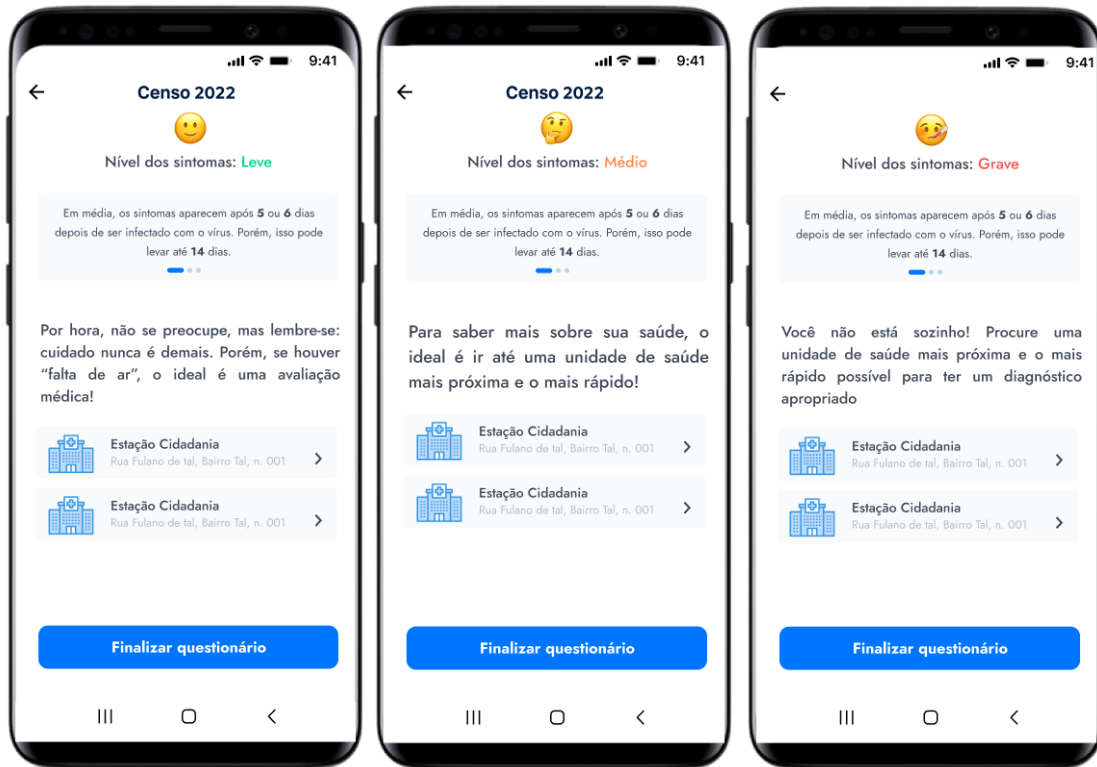 9:41
Censo 2022
Nível dos sintomas: Leve
Em média, os sintomas aparecem após 5 ou 6 dias
depois de ser infectado com o vírus. Porém, isso pode
levar até 14 dias.
Por hora, não se preocupe, mas lembre-se:
cuidado nunca é demais. Porém, se houver
“falta de ar”, o ideal é uma avaliação
médica!
Estação Cidadania
Rua Fulano de tal, Bairro Tal, n. 001
Estação Cidadania
Rua Fulano de tal, Bairro Tal, n. 001
Finalizar questionário
9:41
Censo 2022
Nível dos sintomas: Médio
Em média, os sintomas aparecem após 5 ou 6 dias
depois de ser infectado com o vírus. Porém, isso pode
levar até 14 dias.
Para saber mais sobre sua saúde, o
ideal é ir até uma unidade de saúde
mais próxima e o mais rápido!
Estação Cidadania
Rua Fulano de tal, Bairro Tal, n. 001
Estação Cidadania
Rua Fulano de tal, Bairro Tal, n. 001
Finalizar questionário
9:41
Nível dos sintomas: Grave
Em média, os sintomas aparecem após 5 ou 6 dias
depois de ser infectado com o vírus. Porém, isso pode
levar até 14 dias.
Você não está sozinho! Procure uma
unidade de saúde mais próxima e o mais
rápido possível para ter um diagnóstico
apropriado
Estação Cidadania
Rua Fulano de tal, Bairro Tal, n. 001
Estação Cidadania
Rua Fulano de tal, Bairro Tal, n. 001
Finalizar questionário